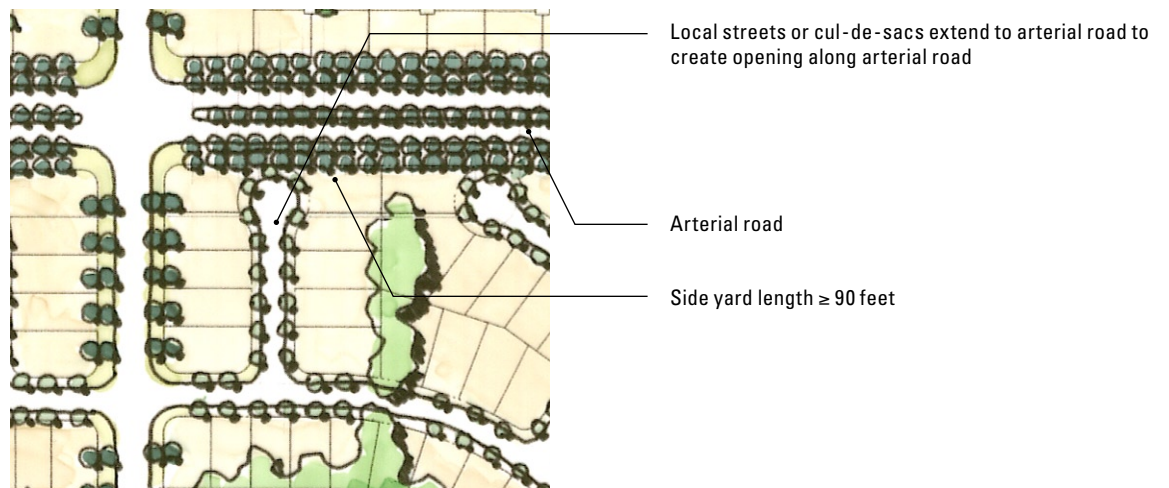 Local streets or cul-de-sacs extend to arterial road to
create opening along arterial road
Arterial road
Side yard length ≥ 90 feet